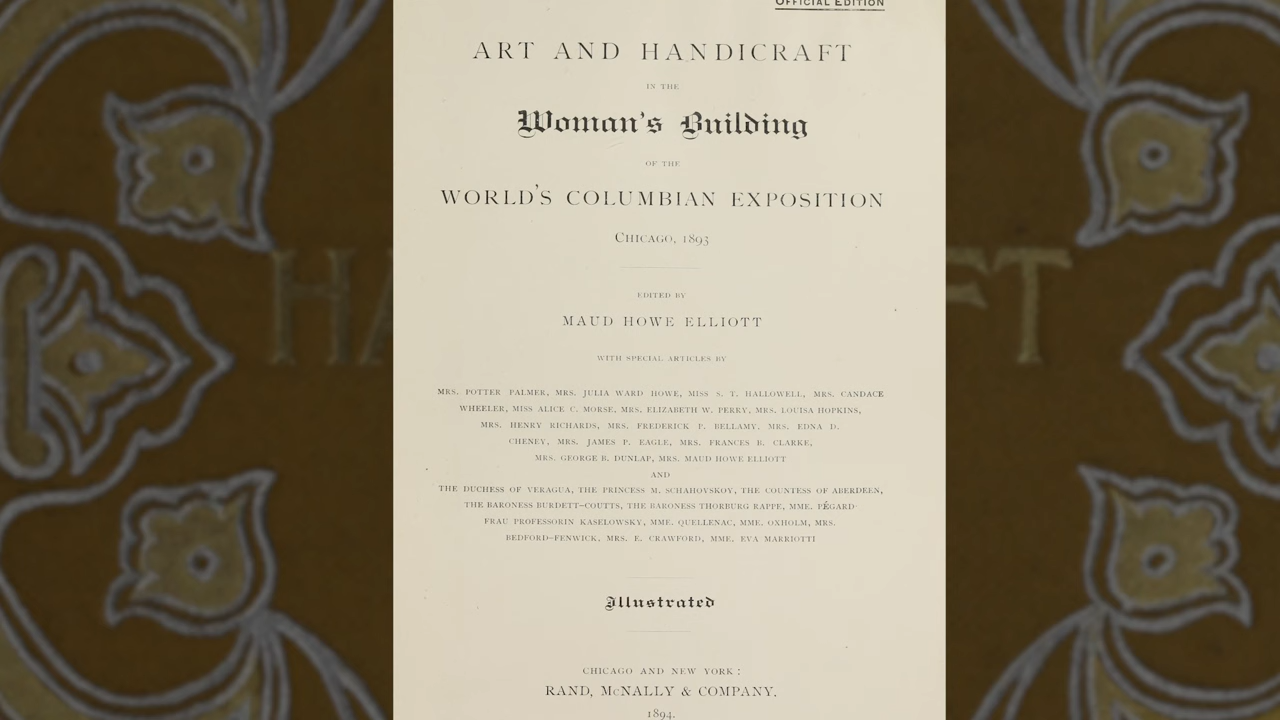 OFFICIAL EDITION
ART AND HANDICRAFT
IN THE
Woman's Building
OF THE
WORLD'S COLUMBIAN EXPOSITION
CHICAGO, 1893
EDITED BY
MAUD HOWE ELLIOTT
WITH SPECIAL ARTICLES BY
MRS. POTTER PALMER, MRS. JULIA WARD HOWE, MISS S. T. HALLOWELL, MRS. CANDACE
WHEELER, MISS ALICE C. MORSE, MRS, ELIZABETH W. PERRY, MRS. LOUISA HOPKINS,
MRS. HENRY RICHARDS, MRS. FREDERICK P. BELLAMY, MRS. EDNA D.
CHENEY, MRS. JAMES P. EAGLE, MRS. FRANCES B. CLARKE,
MRS. GEORGE B. DUNLAP, MRS. MAUD HOWE ELLIOTT
AND
THE DUCHESS OF VERAGUA, THE PRINCESS M. SCHAHOVSKOY, THE COUNTESS OF ABERDEEN,
THE BARONESS BURDETT-COUTTS, THE BARONESS THORBURG RAPPE, MME. PÉGARD
FRAU PROFESSORIN KASELOWSKY, MME. QUELLENAC, MME. OXHOLM, MRS.
BEDFORD-FENWICK, MRS. E. CRAWFORD, MME. EVA MARRIOTTI
Illustrated
CHICAGO AND NEW YORK:
RAND, McNALLY & COMPANY.
1894.